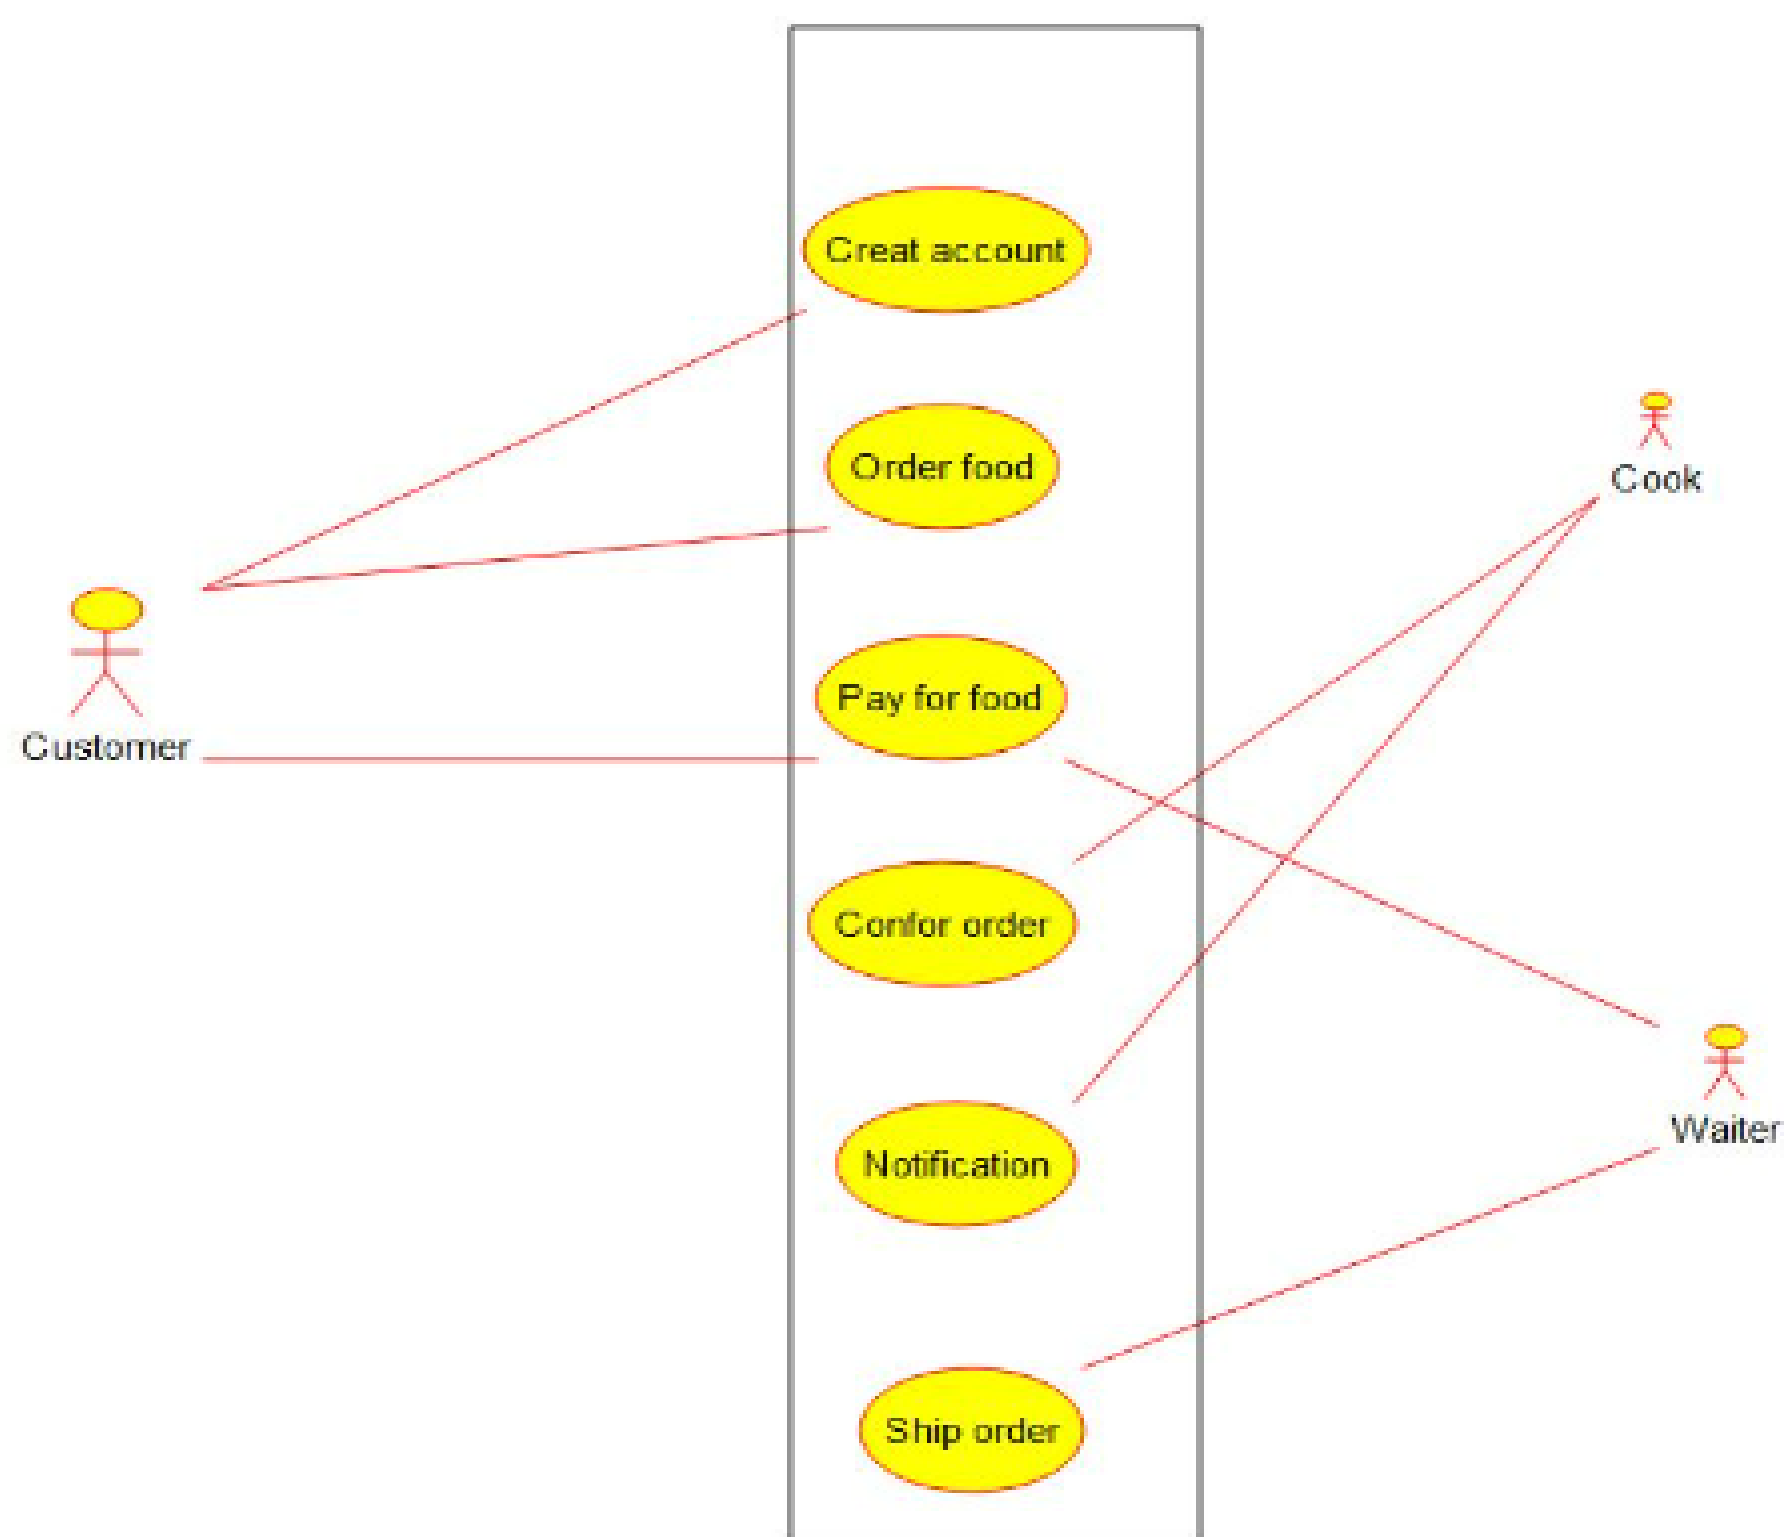 Creat account
Order food
Cook
Pay for food
Customer
Confor order
Waiter
Notification
Ship order